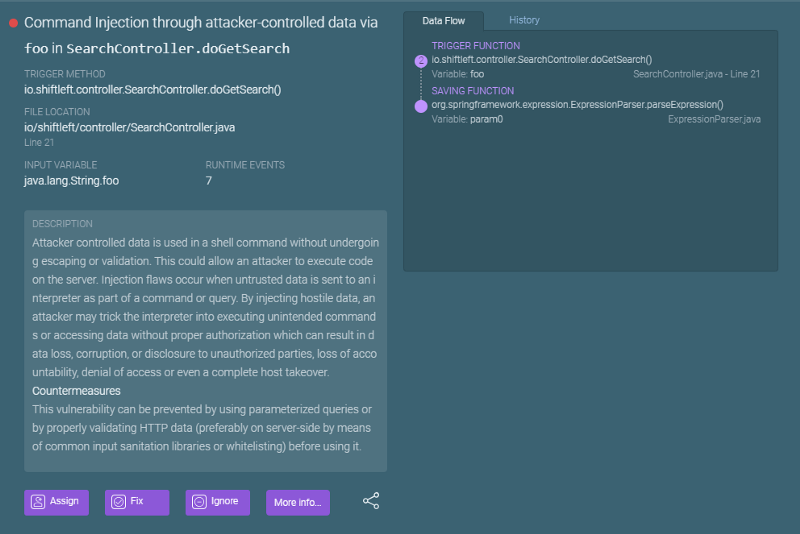 Command Injection through attacker-controlled data via
foo in SearchController.doGetSearch
TRIGGER METHOD
io.shiftleft.controller.SearchController.doGetSearch()
FILE LOCATION
io/shiftleft/controller/SearchController.java
Line 21
INPUT VARIABLE
java.lang.String.foo
RUNTIME EVENTS
7
DESCRIPTION
Attacker controlled data is used in a shell command without undergoin
g escaping or validation. This could allow an attacker to execute code
on the server. Injection flaws occur when untrusted data is sent to an i
nterpreter as part of a command or query. By injecting hostile data, an
attacker may trick the interpreter into executing unintended command
s or accessing data without proper authorization which can result in d
ata loss, corruption, or disclosure to unauthorized parties, loss of acco
untability, denial of access or even a complete host takeover.
Countermeasures
This vulnerability can be prevented by using parameterized queries or
by properly validating HTTP data (preferably on server-side by means
of common input sanitation libraries or whitelisting) before using it.
Assign
Fix
Ignore
More info...
Data Flow
History
TRIGGER FUNCTION
2
io.shiftleft.controller.SearchController.doGetSearch()
Variable: foo
SearchController.java - Line 21
SAVING FUNCTION
org.springframework.expression.ExpressionParser.parseExpression()
Variable: param0
ExpressionParser.java